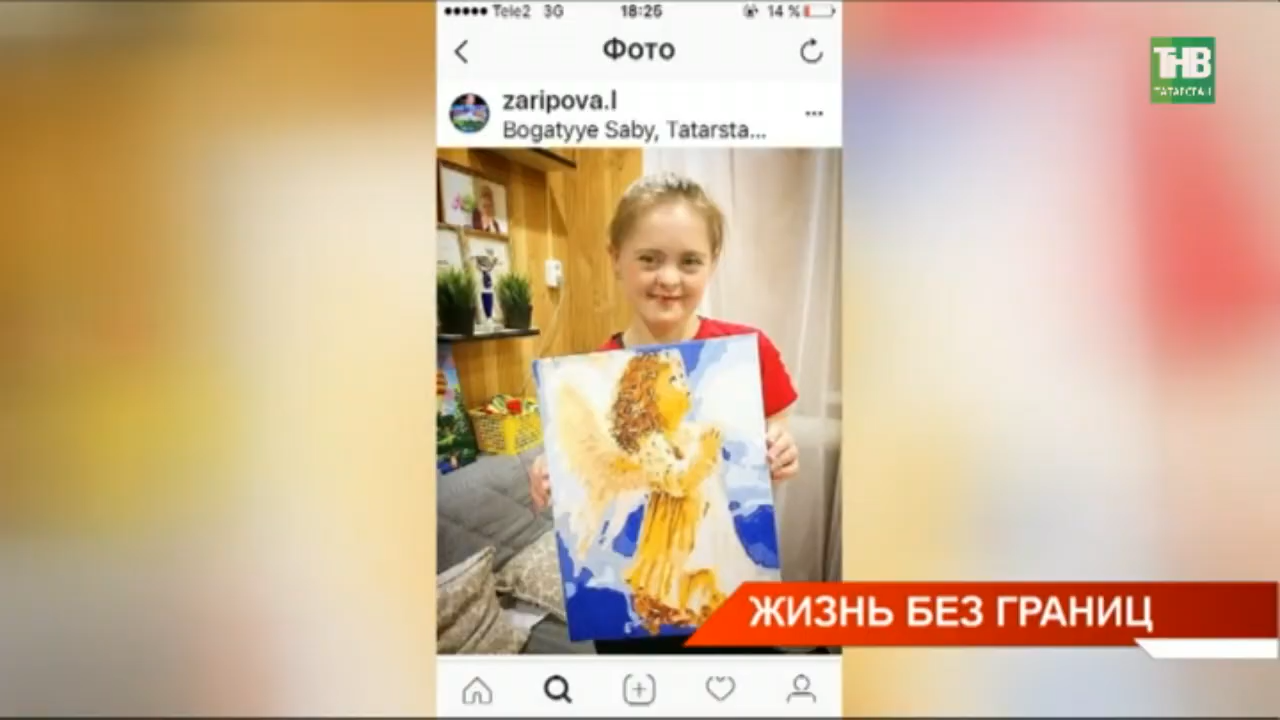 Tele2 3G 18:25 14 %
Фото
ТНВ
ТАТАРСТАН
zaripova.l
Bogatyye Saby, Tatarsta...
ЖИЗНЬ БЕЗ ГРАНИЦ